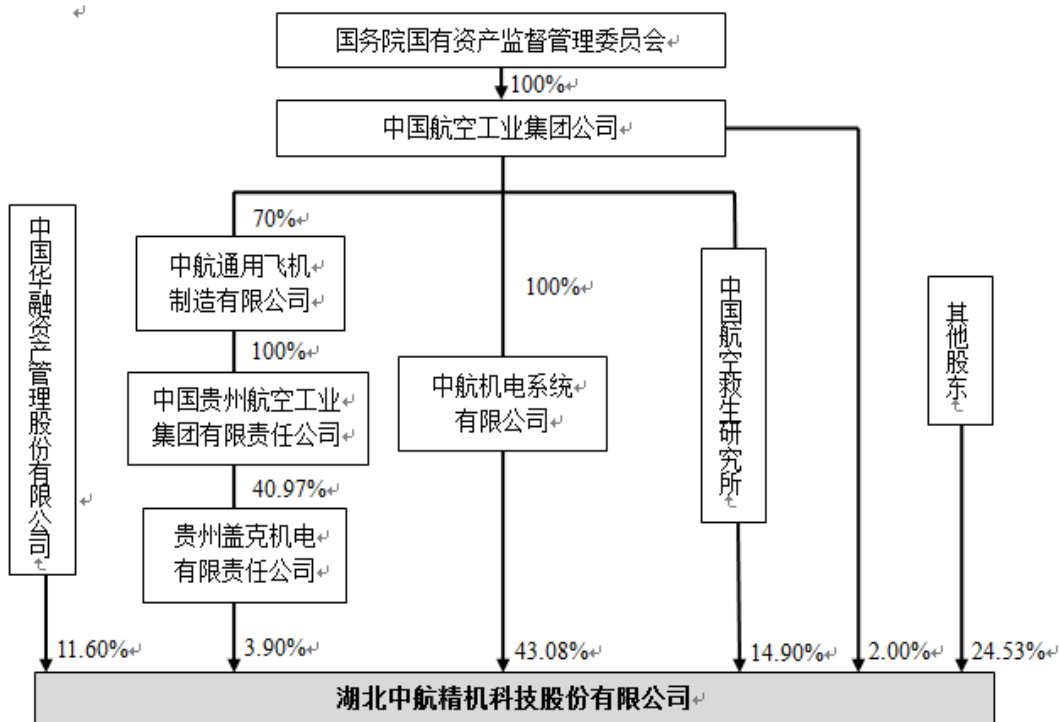 国务院国有资产监督管理委员会
100%
中国航空工业集团公司
中国华融资产管理股份有限公司
70%
中航通用飞机
制造有限公司
100%
中国贵州航空工业
集团有限责任公司
40.97%
贵州盖克机电
有限责任公司
100%
中航机电系统
有限公司
中国航空救生研究所
其他股东
11.60%
3.90%
43.08%
14.90%
2.00%
24.53%
湖北中航精机科技股份有限公司